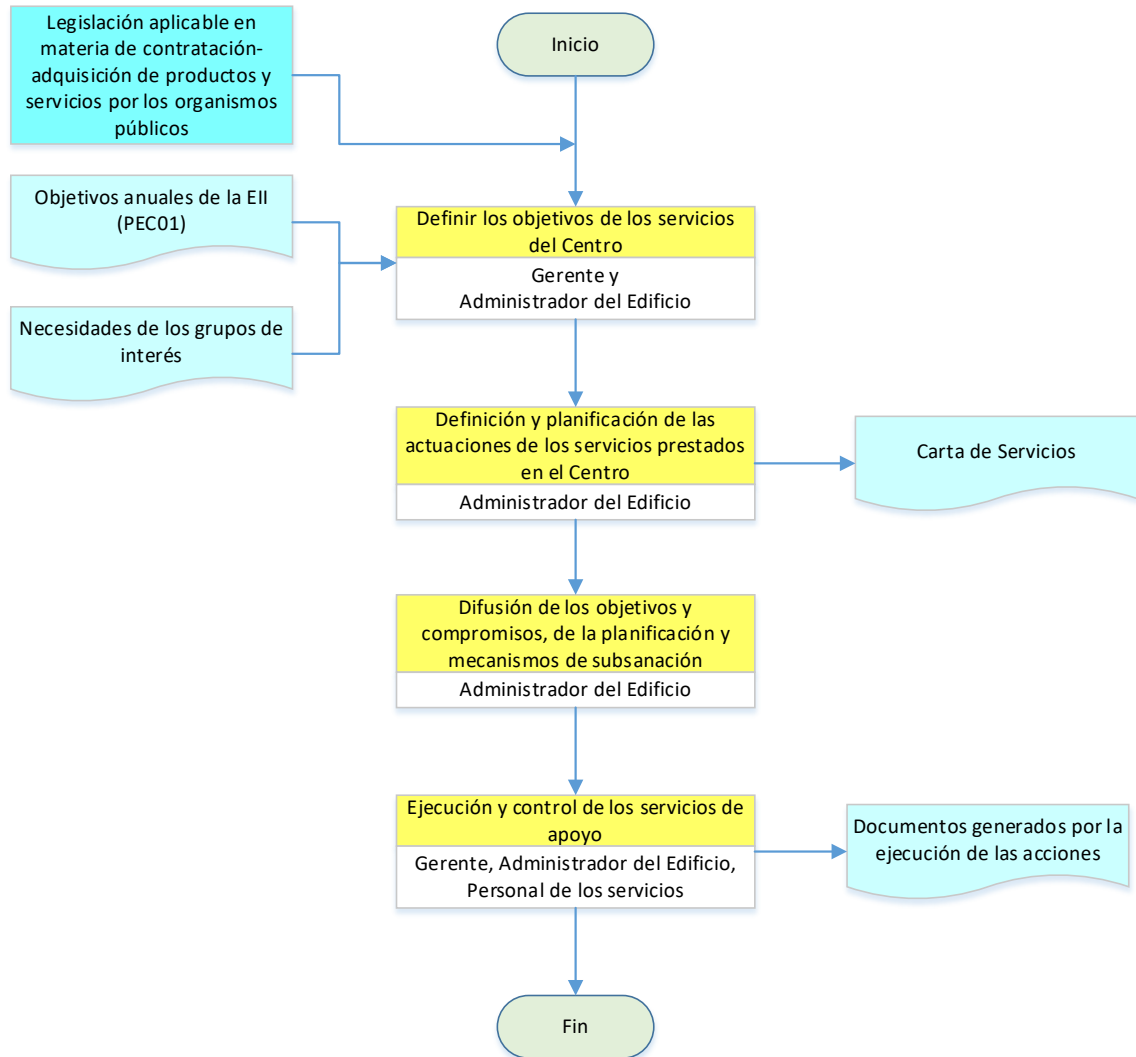 Legislación aplicable en
materia de contratación-
adquisición de productos y
servicios por los organismos
públicos
Inicio
Objetivos anuales de la EII
(PEC01)
Necesidades de los grupos de
interés
Definir los objetivos de los servicios
del Centro
Gerente y
Administrador del Edificio
Definición y planificación de las
actuaciones de los servicios prestados
en el Centro
Administrador del Edificio
Carta de Servicios
Difusión de los objetivos y
compromisos, de la planificación y
mecanismos de subsanación
Administrador del Edificio
Ejecución y control de los servicios de
apoyo
Gerente, Administrador del Edificio,
Personal de los servicios
Documentos generados por la
ejecución de las acciones
Fin